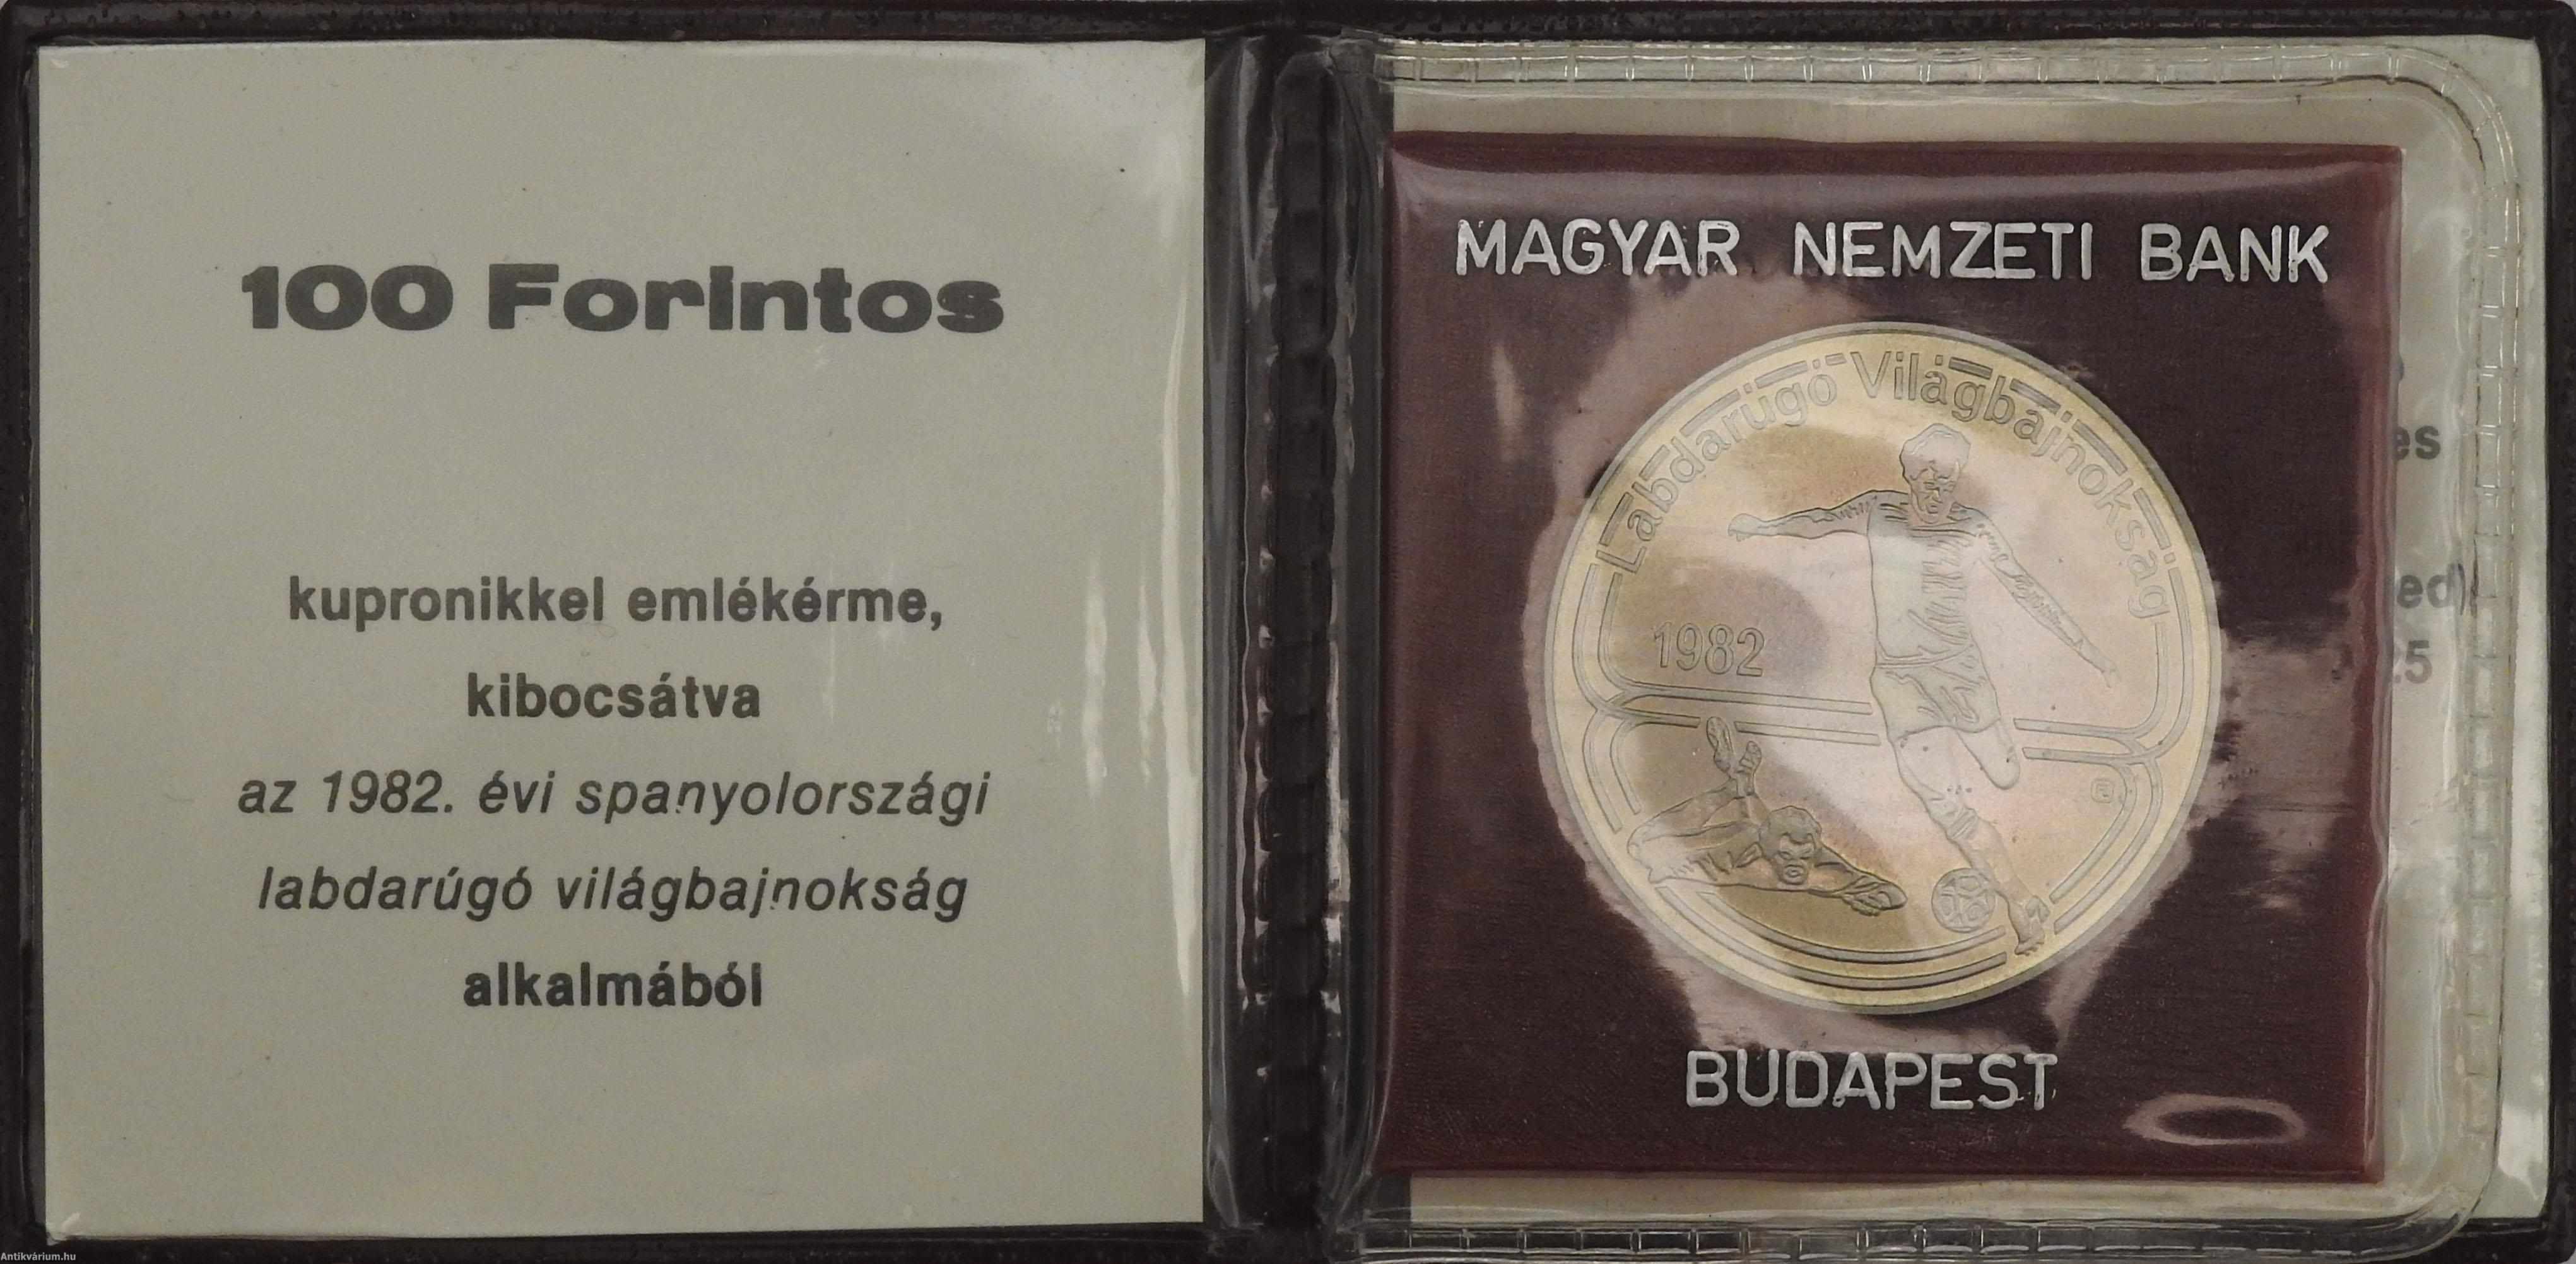 100 Forintos
kupronikkel emlékérme,
kibocsátva
az 1982. évi spanyolországi
labdarúgó világbajnokság
alkalmából
MAGYAR NEMZETI BANK
Labdarúgó Világbajnokság
1982
BUDAPEST
Antikvárium.hu